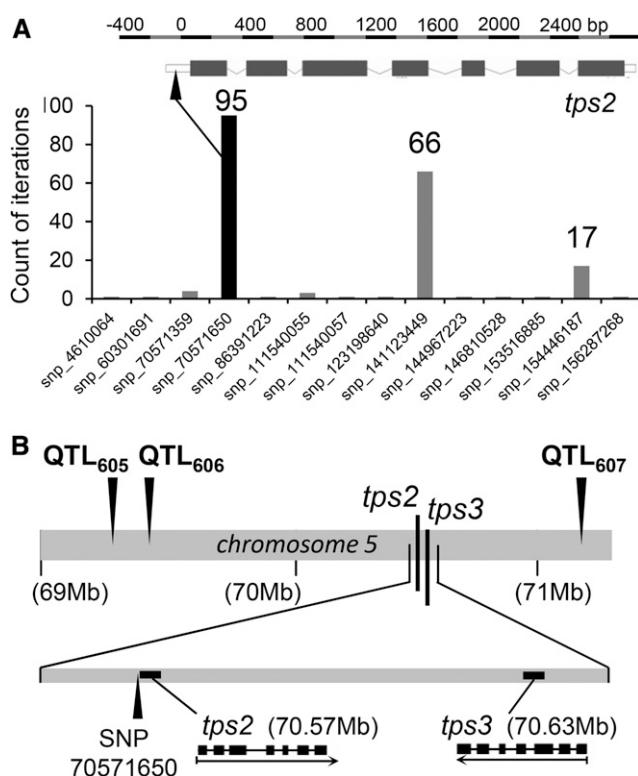 A
-400 0 400 800 1200 1600 2000 2400 bp
tps2
Count of iterations
100
80
60
40
20
0
95
66
17
snp_4610064
snp_60301691
snp_70571359
snp_70571650
snp_86391223
snp_111540055
snp_111540057
snp_123198640
snp_141123449
snp_144967223
snp_146810528
snp_153516885
snp_154446187
snp_156287268
B
QTL605 QTL606 QTL607
tps2
tps3
chromosome 5
(69Mb) (70Mb) (71Mb)
tps2 (70.57Mb) tps3 (70.63Mb)
SNP
70571650